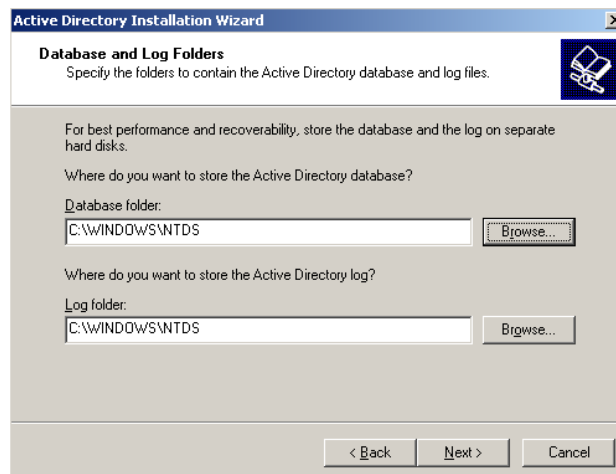 Active Directory Installation Wizard
Database and Log Folders
Specify the folders to contain the Active Directory database and log files.
For best performance and recoverability, store the database and the log on separate
hard disks.
Where do you want to store the Active Directory database?
Database folder:
C:\WINDOWS\NTDS
Browse...
Where do you want to store the Active Directory log?
Log folder:
C:\WINDOWS\NTDS
Browse...
< Back
Next >
Cancel